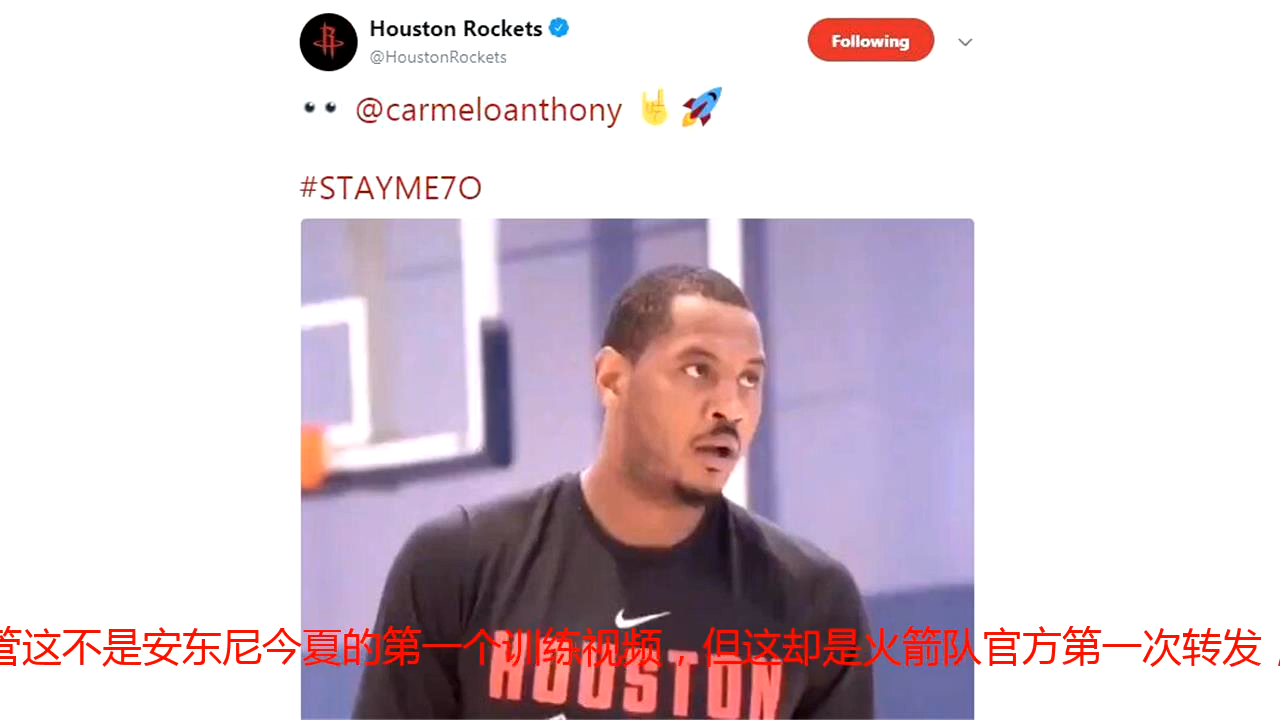 Houston Rockets
@HoustonRockets
Following
👀 @carmeloanthony 🤘🚀
#STAYME7O
管这不是安东尼今夏的第一个训练视频，但这却是火箭队官方第一次转发，
HOUSTON